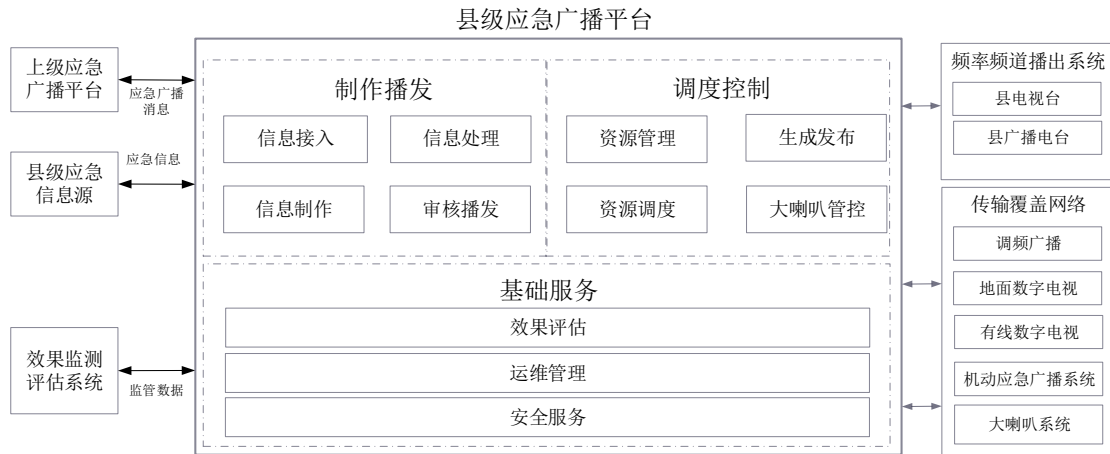 县级应急广播平台
上级应急
广播平台
应急广播
消息
县级应急
信息源
应急信息
效果监测
评估系统
监管数据
制作播发
信息接入
信息处理
信息制作
审核播发
调度控制
资源管理
生成发布
资源调度
大喇叭管控
基础服务
效果评估
运维管理
安全服务
频率频道播出系统
县电视台
县广播电台
传输覆盖网络
调频广播
地面数字电视
有线数字电视
机动应急广播系统
大喇叭系统